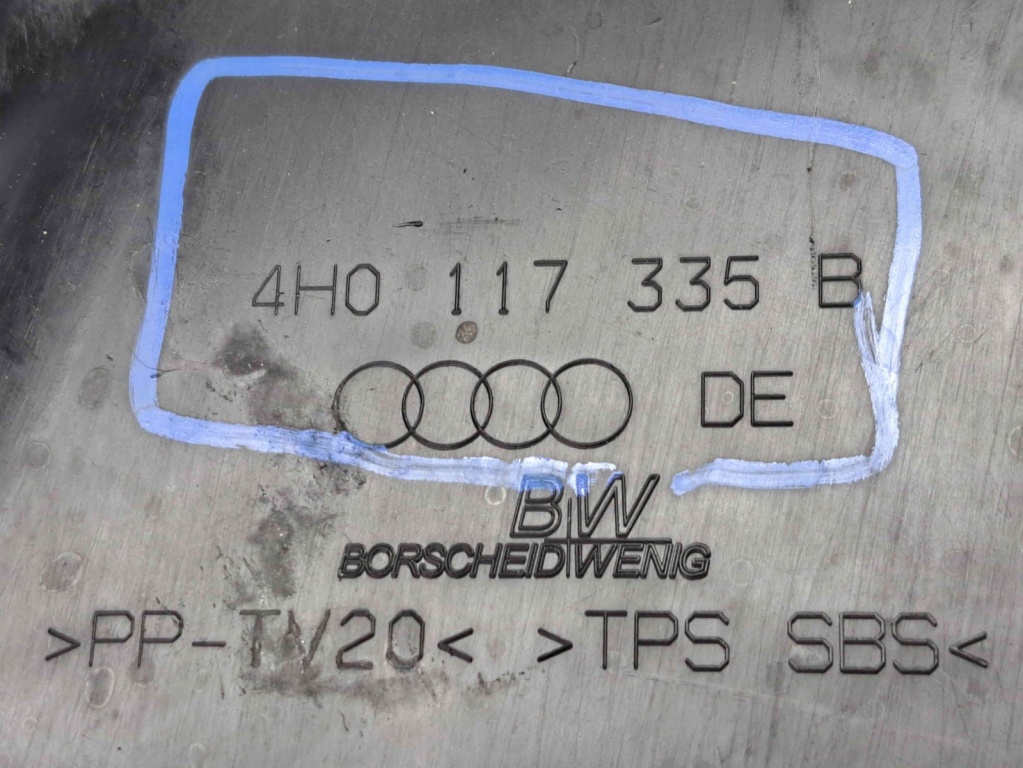 4H0 117 335 B
DE
BW
BORSCHEID WENIG
>PP-TV20< >TPS SBS<